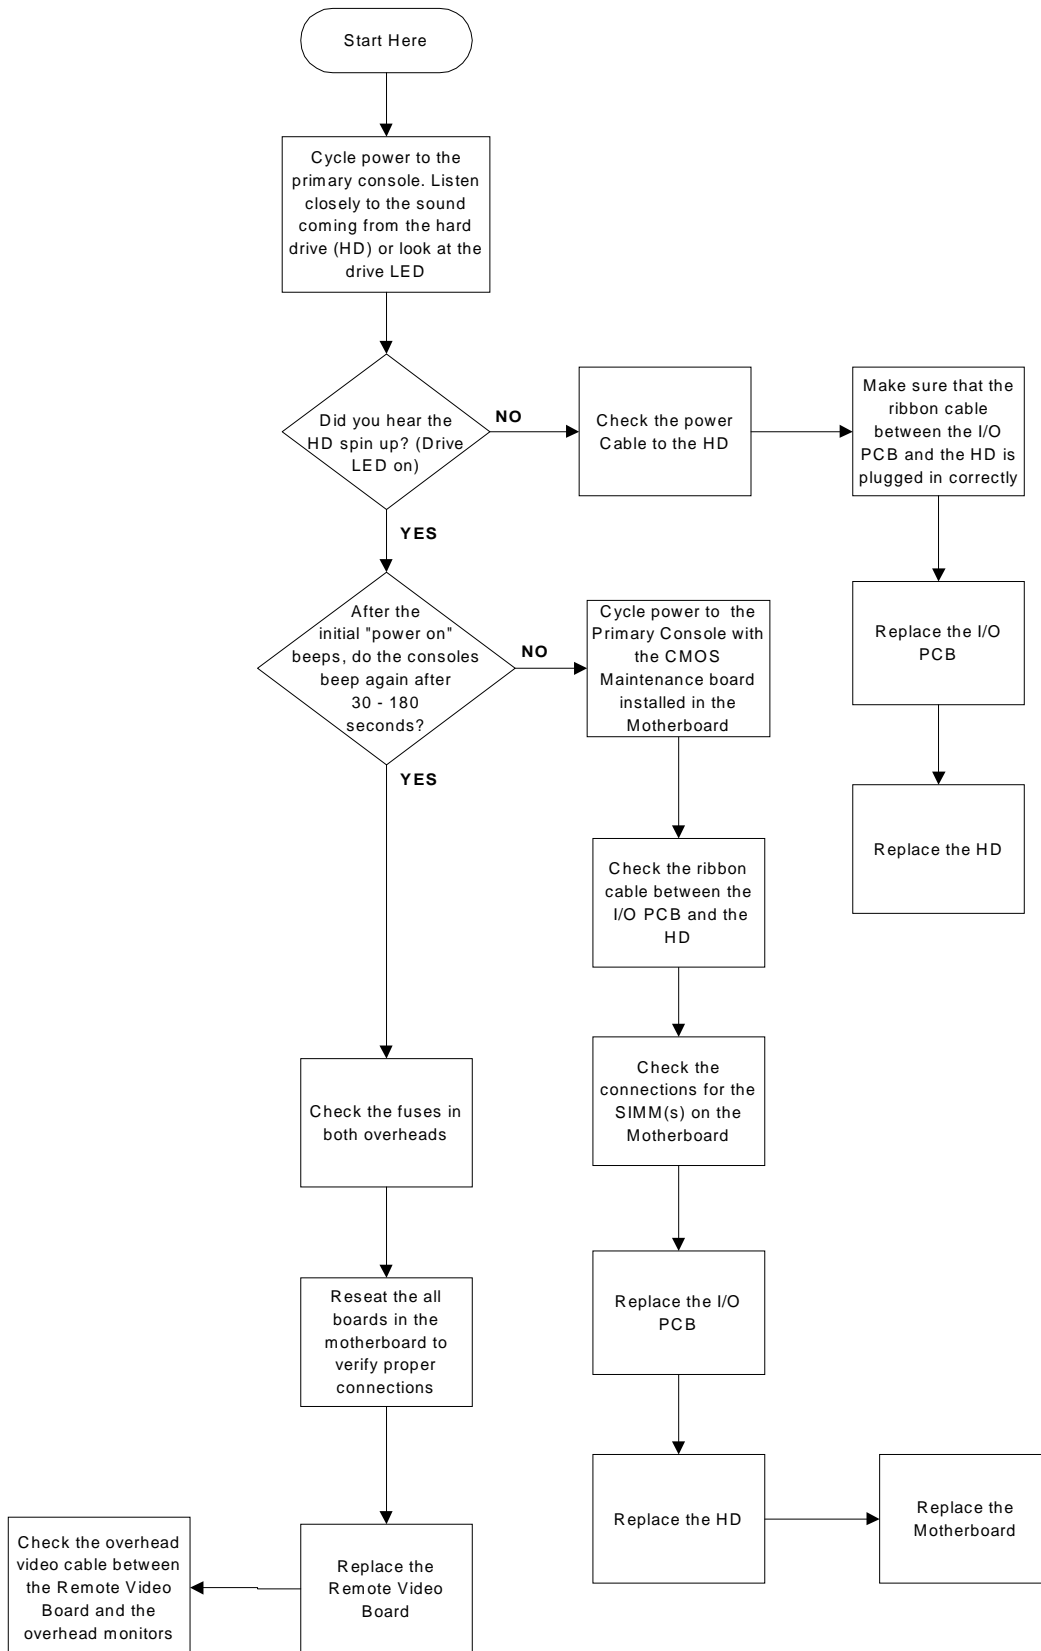 Start Here
Cycle power to the
primary console. Listen
closely to the sound
coming from the hard
drive (HD) or look at the
drive LED
Did you hear the
HD spin up? (Drive
LED on)
NO
Check the power
Cable to the HD
Make sure that the
ribbon cable
between the I/O
PCB and the HD is
plugged in correctly
YES
Replace the I/O
PCB
Replace the HD
After the
initial "power on"
beeps, do the consoles
beep again after
30 - 180
seconds?
NO
Cycle power to the
Primary Console with
the CMOS
Maintenance board
installed in the
Motherboard
YES
Check the ribbon
cable between the
I/O PCB and the
HD
Check the
connections for the
SIMM(s) on the
Motherboard
Replace the I/O
PCB
Replace the HD
Replace the
Motherboard
Check the fuses in
both overheads
Reseat the all
boards in the
motherboard to
verify proper
connections
Replace the
Remote Video
Board
Check the overhead
video cable between
the Remote Video
Board and the
overhead monitors